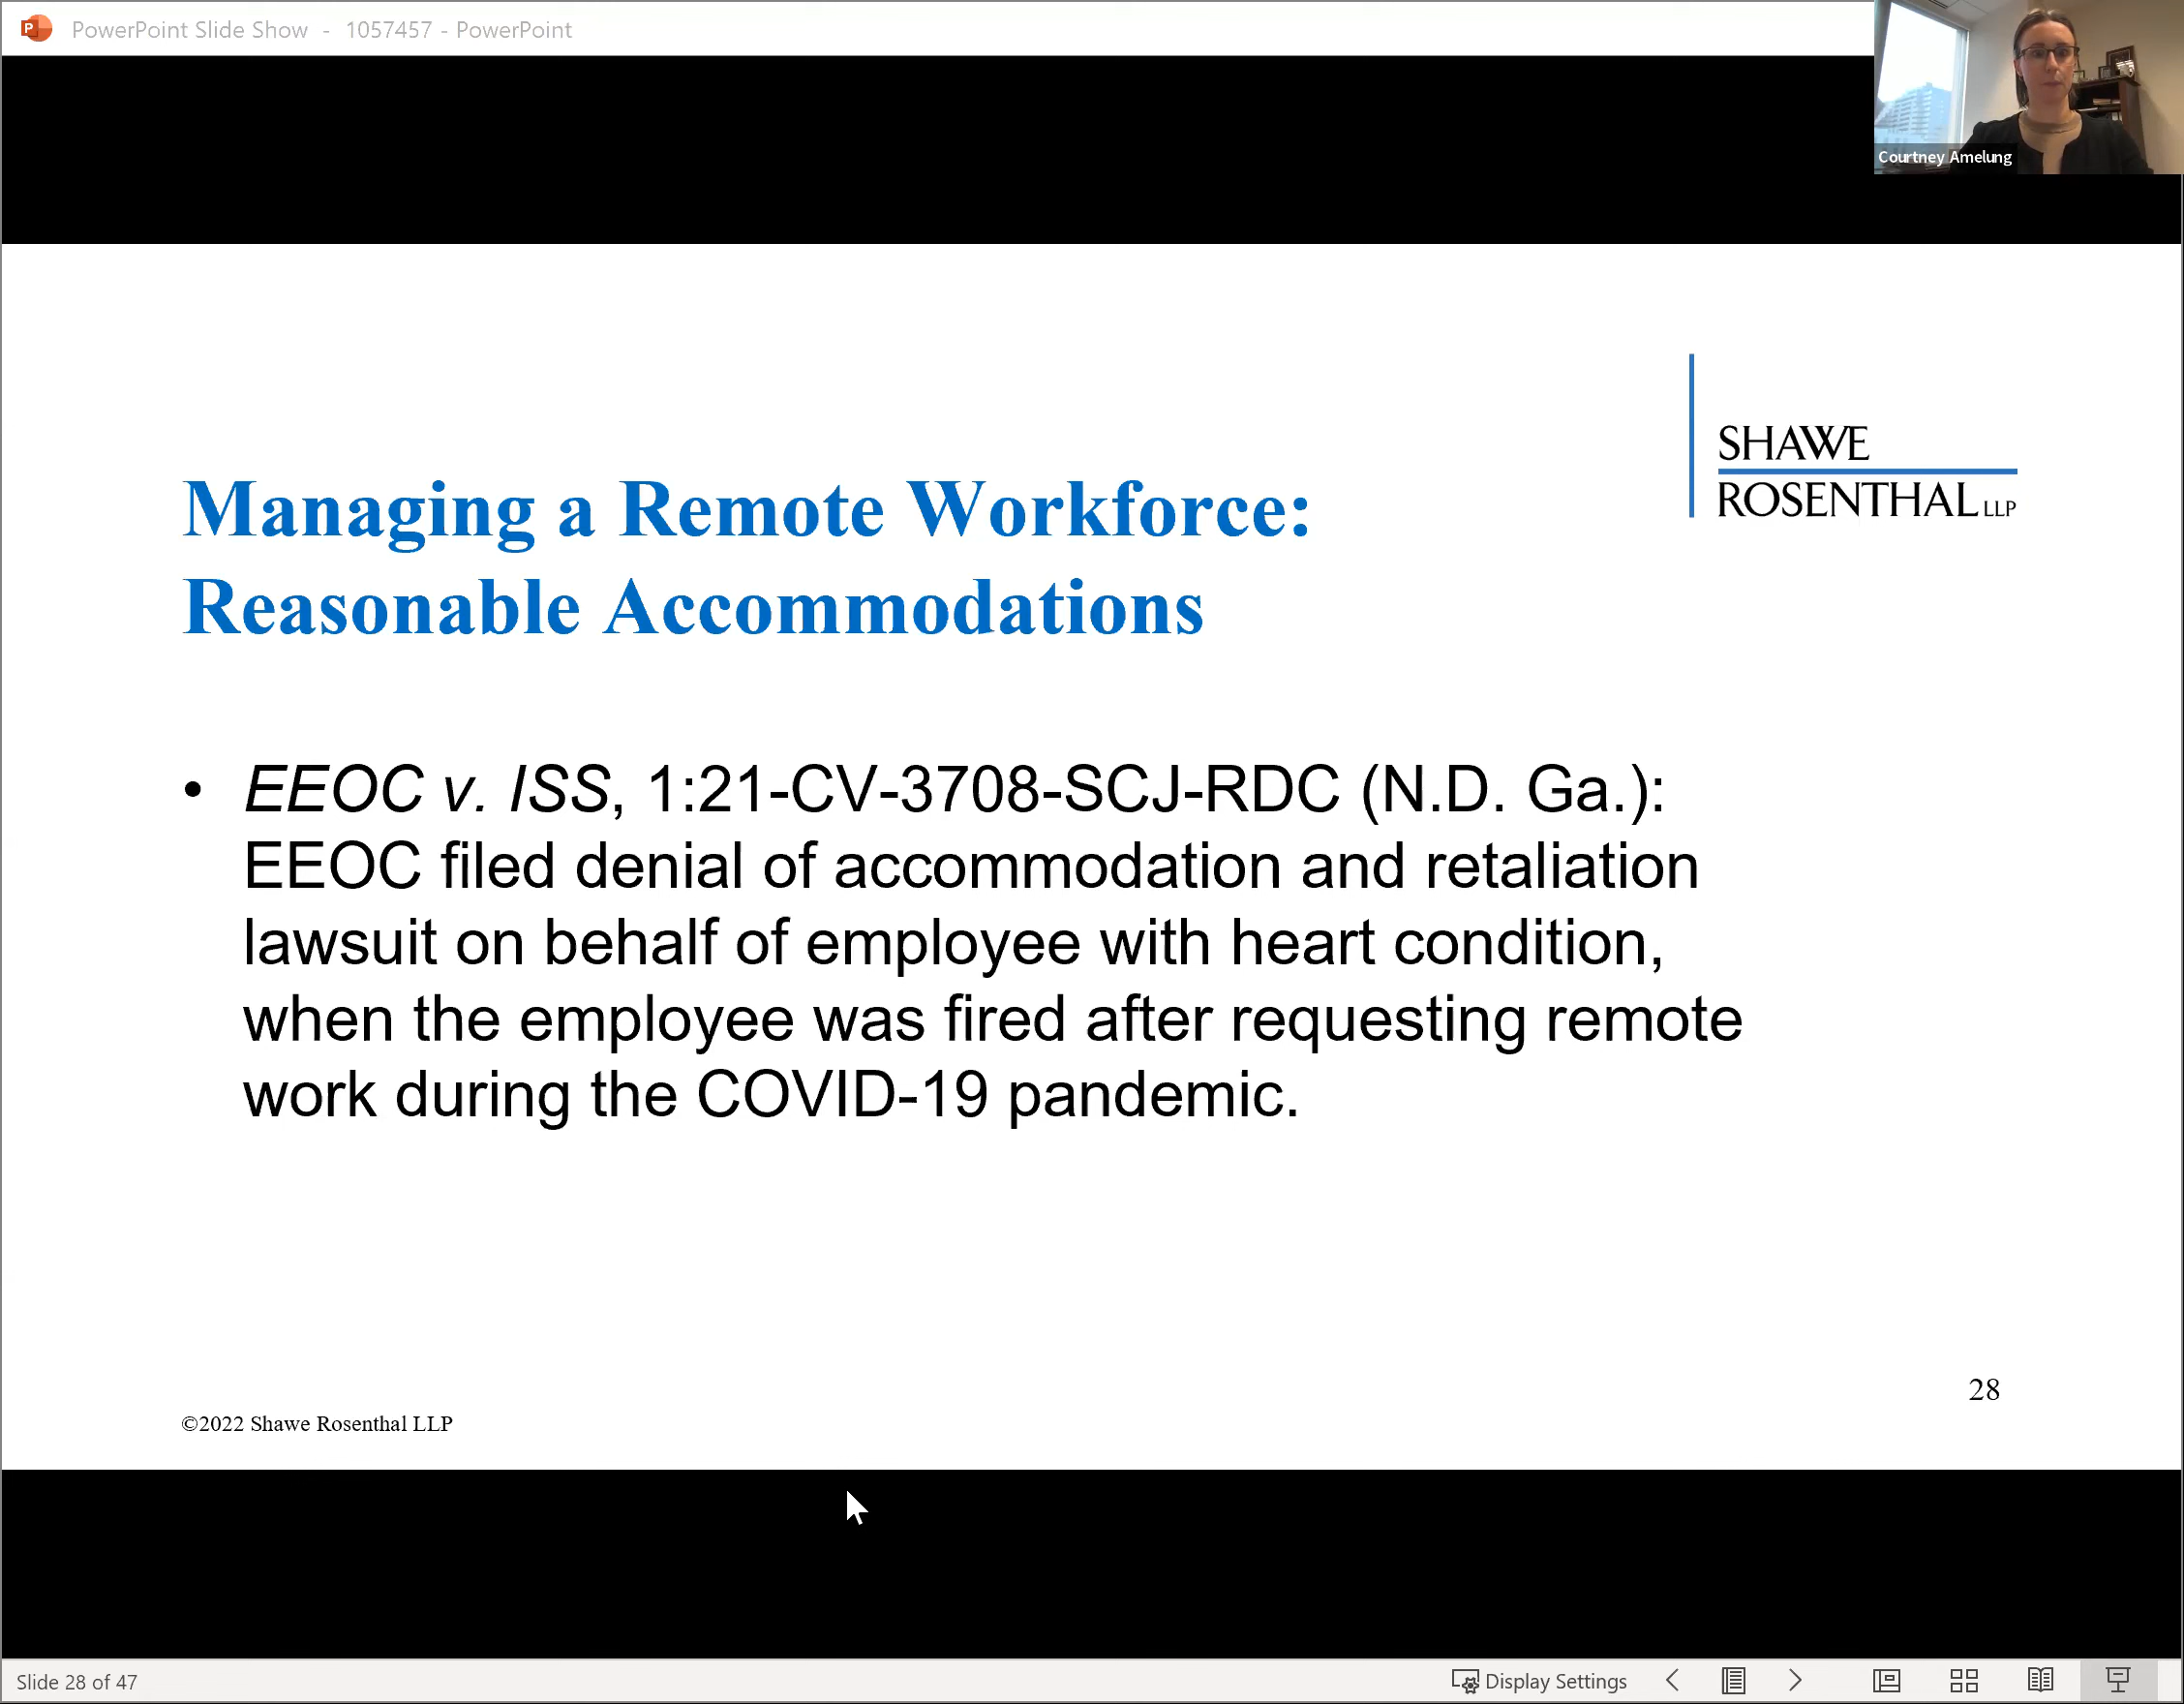 PowerPoint Slide Show - 1057457 - PowerPoint
Courtney Amelung
SHAWE
ROSENTHAL LLP
Managing a Remote Workforce:
Reasonable Accommodations
• EEOC v. ISS, 1:21-CV-3708-SCJ-RDC (N.D. Ga.):
EEOC filed denial of accommodation and retaliation
lawsuit on behalf of employee with heart condition,
when the employee was fired after requesting remote
work during the COVID-19 pandemic.
28
©2022 Shawe Rosenthal LLP
Slide 28 of 47
Display Settings